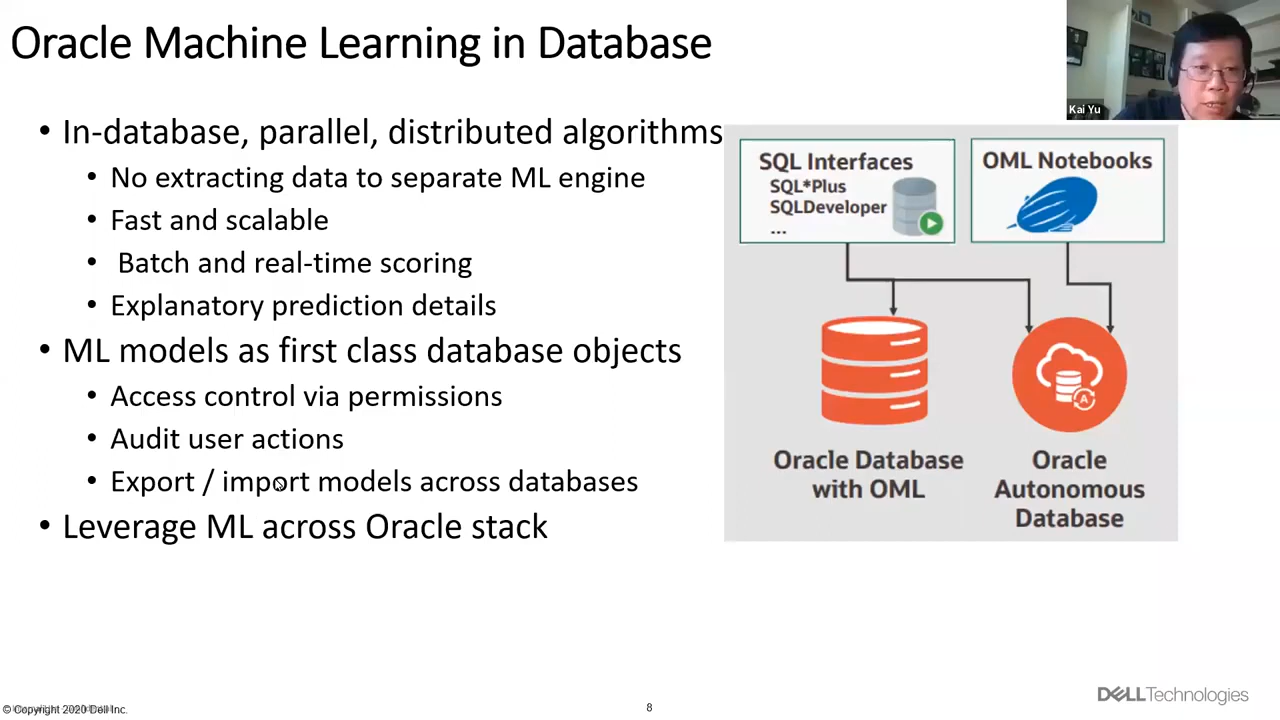 Oracle Machine Learning in Database
Kai Yu
• In-database, parallel, distributed algorithms
• No extracting data to separate ML engine
• Fast and scalable
• Batch and real-time scoring
• Explanatory prediction details
• ML models as first class database objects
• Access control via permissions
• Audit user actions
• Export / import models across databases
• Leverage ML across Oracle stack
SQL Interfaces
SQL*Plus
SQLDeveloper
...
OML Notebooks
Oracle Database
with OML
A
Oracle
Autonomous
Database
© Copyright 2020 Dell Inc.
8
DELL Technologies